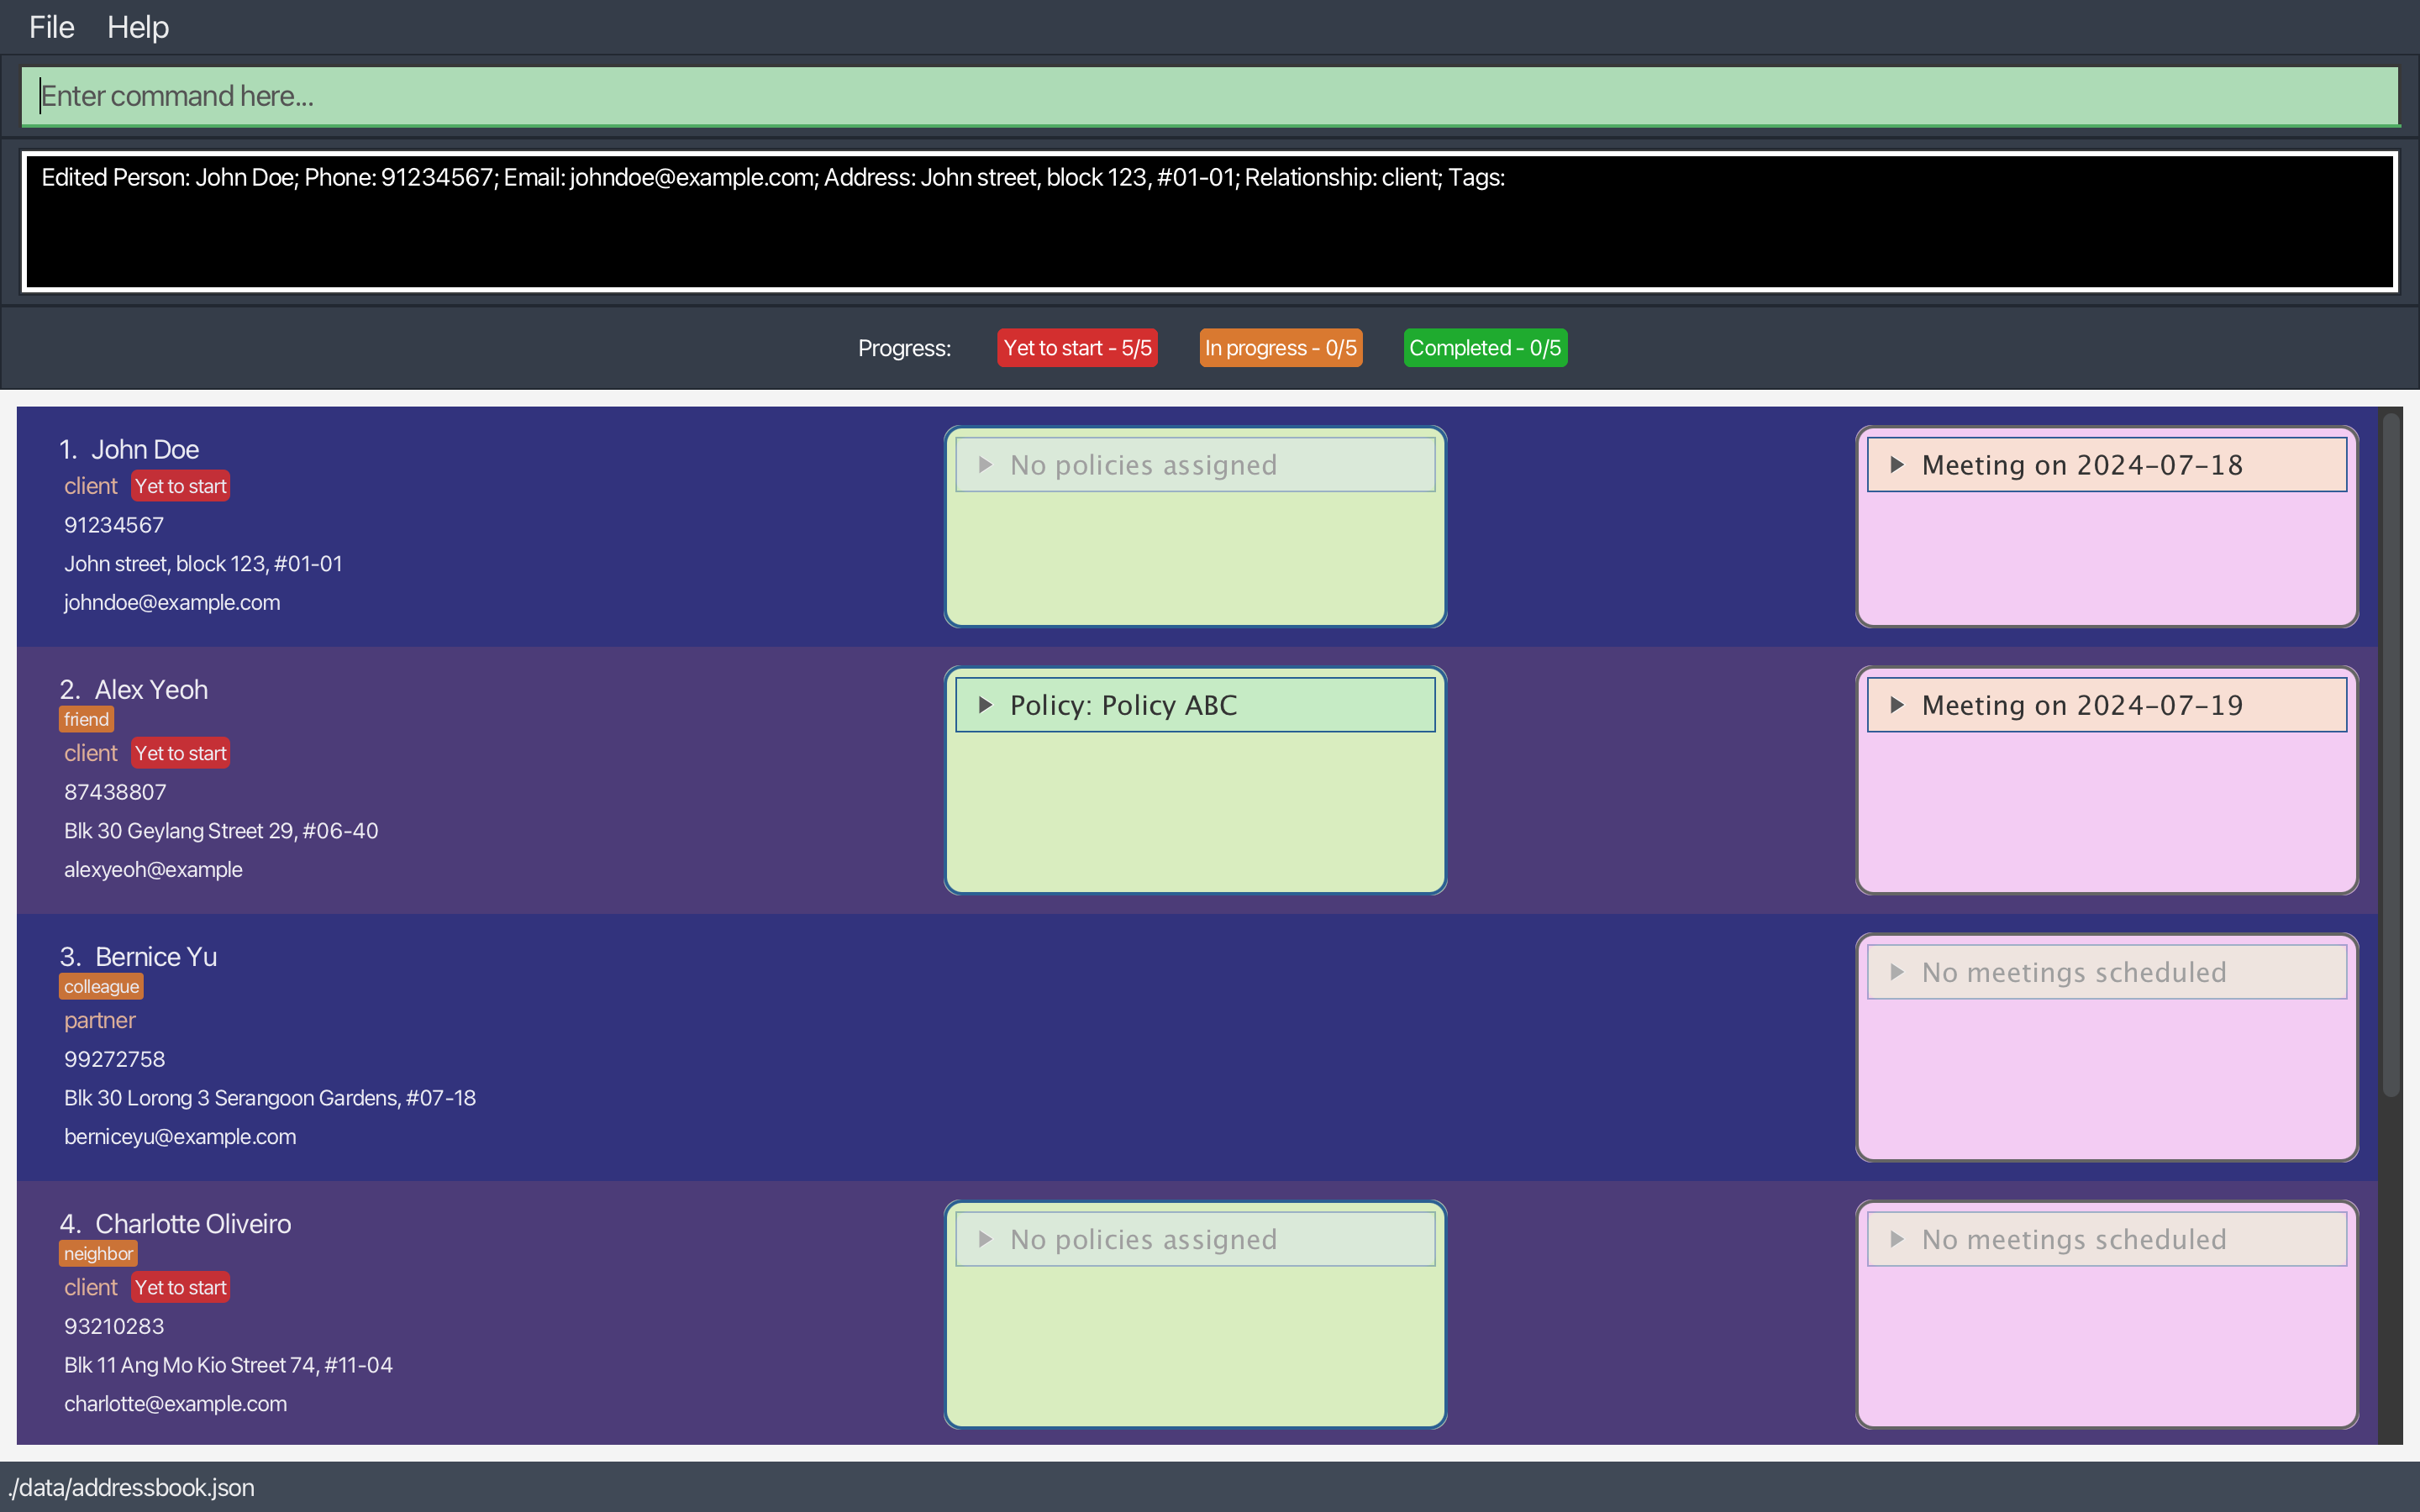 File Help
Enter command here...
Edited Person: John Doe; Phone: 91234567; Email: johndoe@example.com; Address: John street, block 123, #01-01; Relationship: client; Tags:
Progress: Yet to start - 5/5 In progress - 0/5 Completed - 0/5
1. John Doe
client Yet to start
91234567
John street, block 123, #01-01
johndoe@example.com
No policies assigned
Meeting on 2024-07-18
2. Alex Yeoh
friend
client Yet to start
87438807
Blk 30 Geylang Street 29, #06-40
alexyeoh@example
Policy: Policy ABC
Meeting on 2024-07-19
3. Bernice Yu
colleague
partner
99272758
Blk 30 Lorong 3 Serangoon Gardens, #07-18
berniceyu@example.com
No meetings scheduled
4. Charlotte Oliveiro
neighbor
client Yet to start
93210283
Blk 11 Ang Mo Kio Street 74, #11-04
charlotte@example.com
No policies assigned
No meetings scheduled
./data/addressbook.json